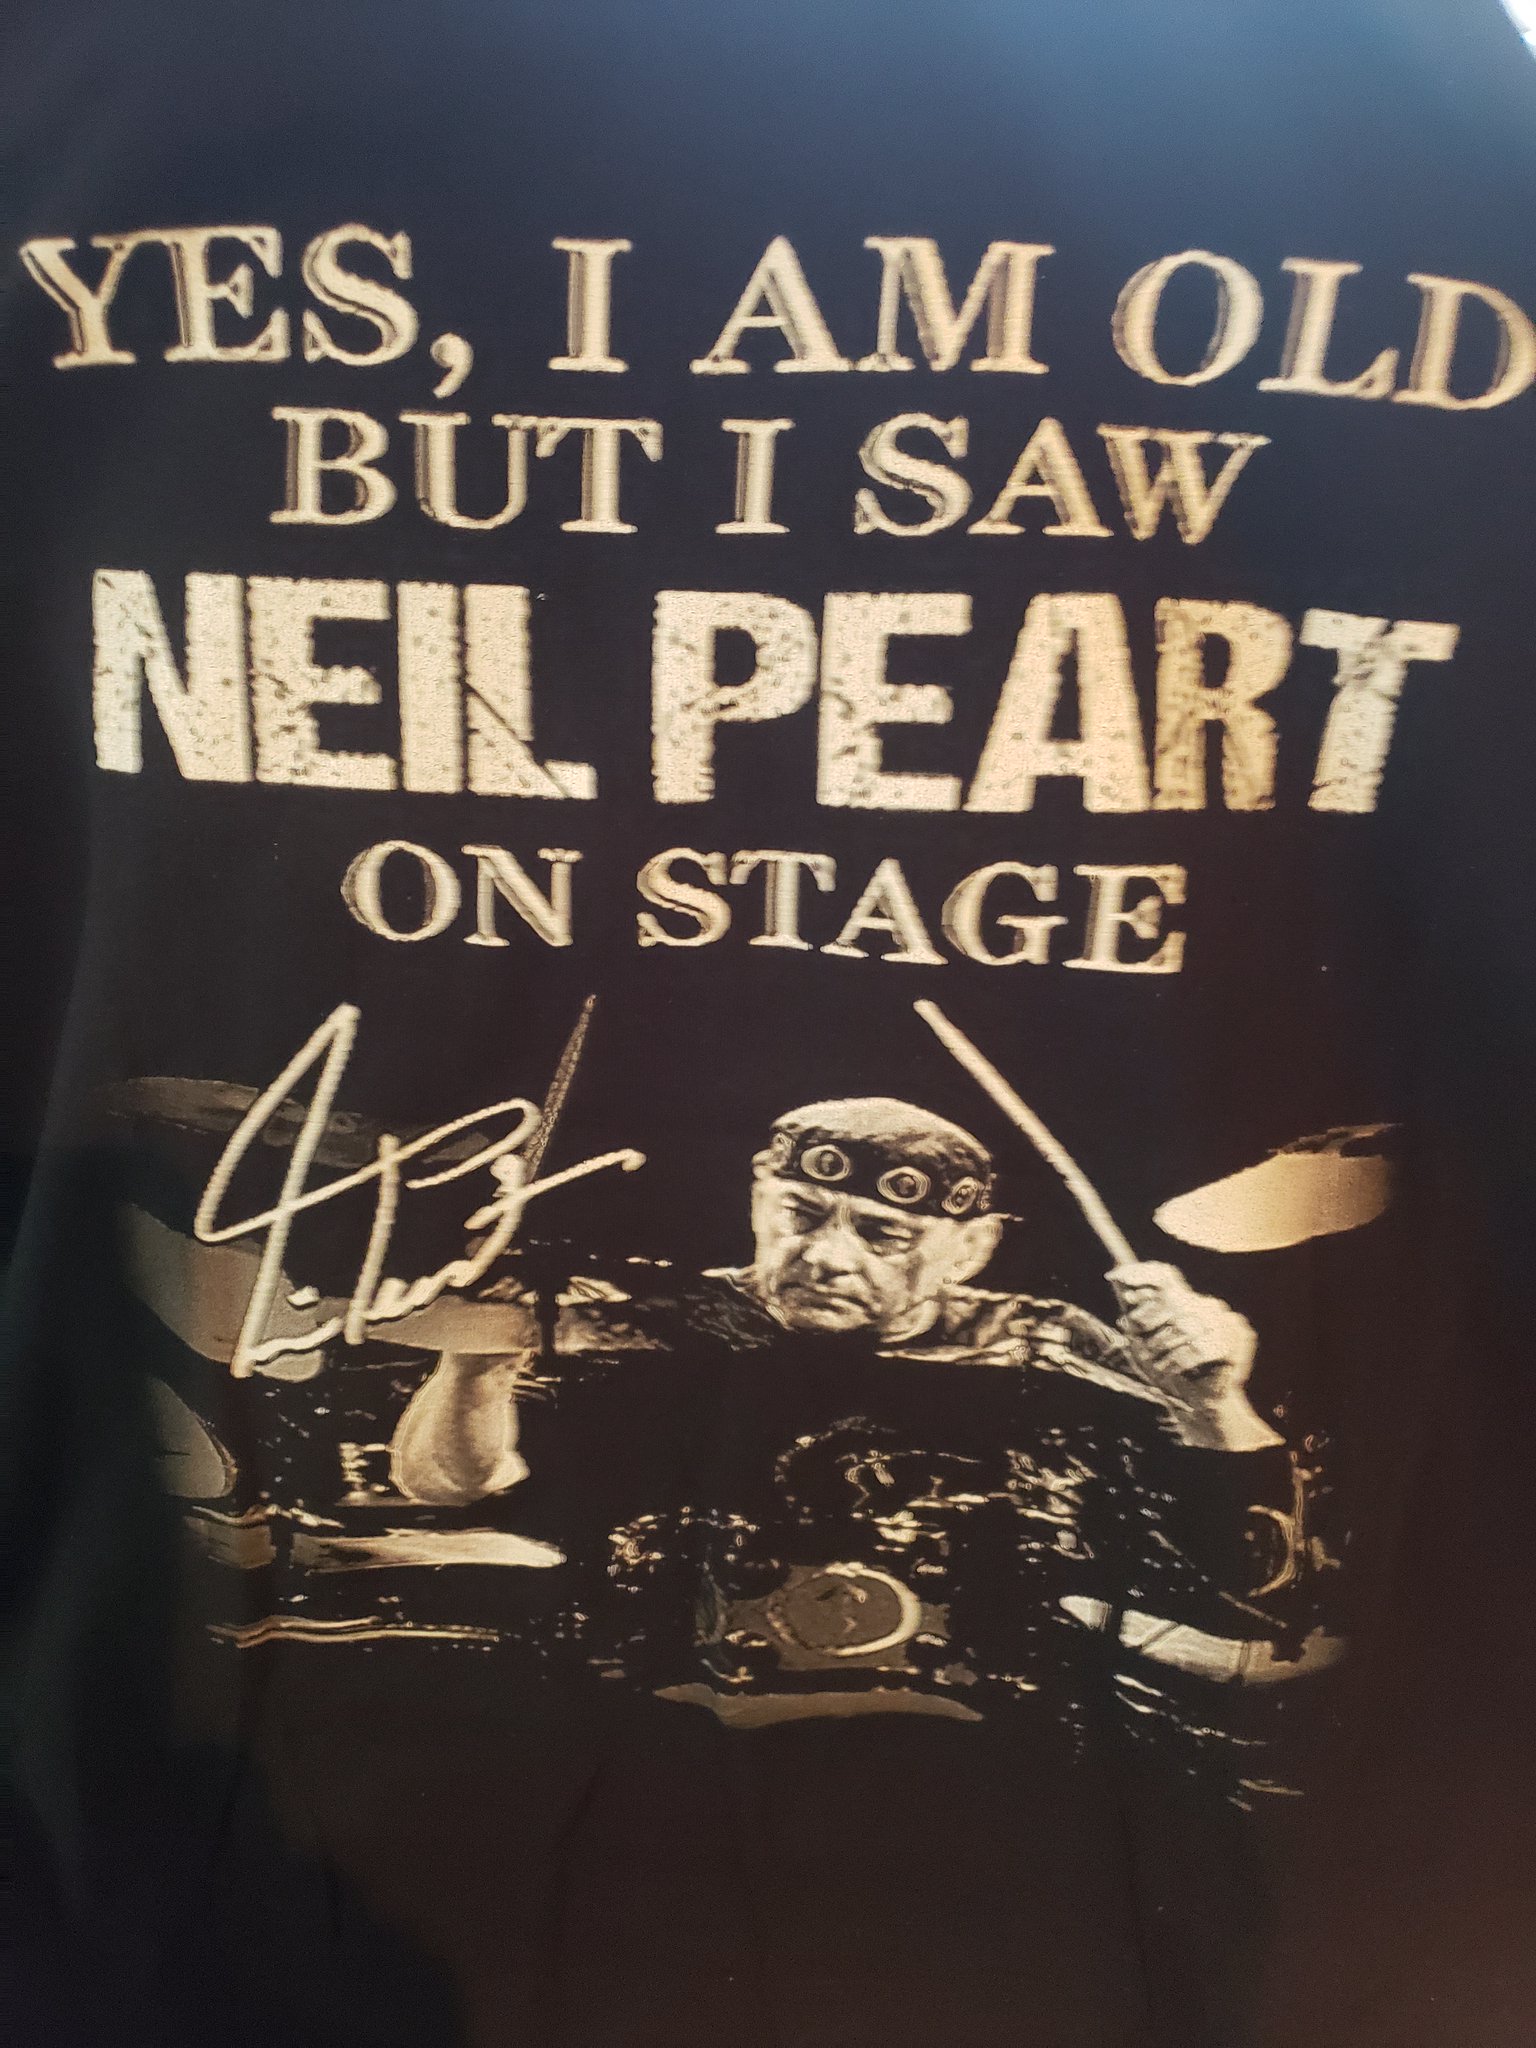 YES, I AM OLD
BUT I SAW
NEIL PEART
ON STAGE